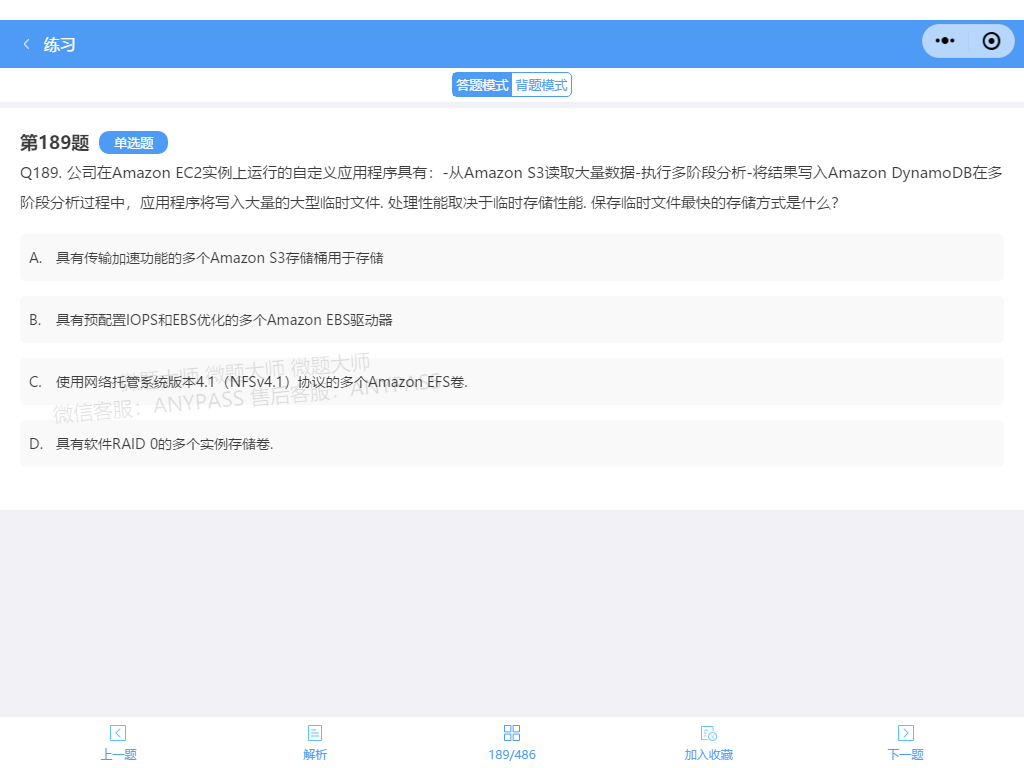 练习
答题模式 背题模式
第189题 单选题
Q189. 公司在Amazon EC2实例上运行的自定义应用程序具有：-从Amazon S3读取大量数据-执行多阶段分析-将结果写入Amazon DynamoDB在多
阶段分析过程中，应用程序将写入大量的大型临时文件. 处理性能取决于临时存储性能. 保存临时文件最快的存储方式是什么?
A. 具有传输加速功能的多个Amazon S3存储桶用于存储
B. 具有预配置IOPS和EBS优化的多个Amazon EBS驱动器
微题大师 微题大师 微题大师
C. 使用网络托管系统版本4.1（NFSv4.1）协议的多个Amazon EFS卷.
微信客服：ANYPASS 售后客服：ANYPASS
D. 具有软件RAID 0的多个实例存储卷.
上一题 解析 189/486 加入收藏 下一题